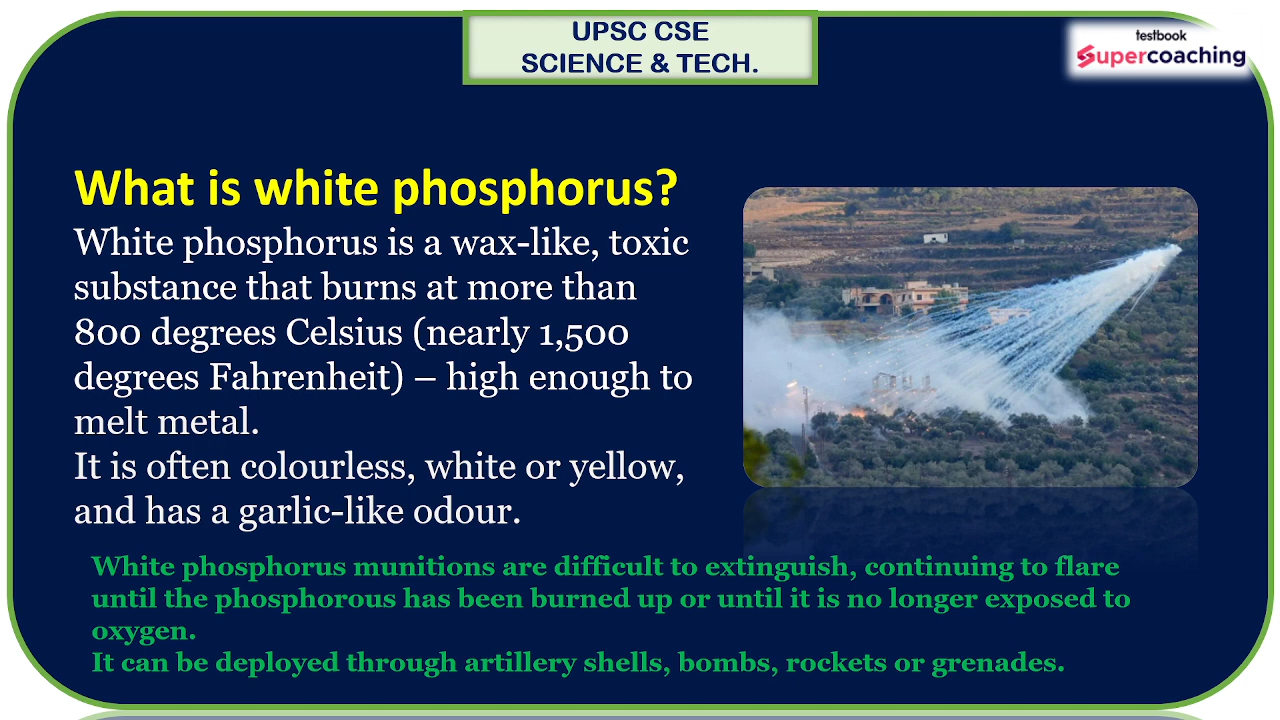 UPSC CSE
SCIENCE & TECH.
testbook
Supercoaching
What is white phosphorus?
White phosphorus is a wax-like, toxic
substance that burns at more than
800 degrees Celsius (nearly 1,500
degrees Fahrenheit) – high enough to
melt metal.
It is often colourless, white or yellow,
and has a garlic-like odour.
White phosphorus munitions are difficult to extinguish, continuing to flare
until the phosphorous has been burned up or until it is no longer exposed to
oxygen.
It can be deployed through artillery shells, bombs, rockets or grenades.